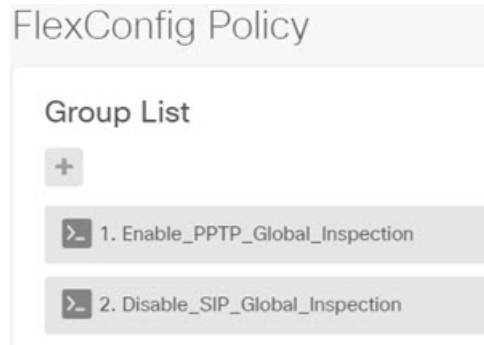 FlexConfig Policy
Group List
+
>_ 1. Enable_PPTP_Global_Inspection
>_ 2. Disable_SIP_Global_Inspection